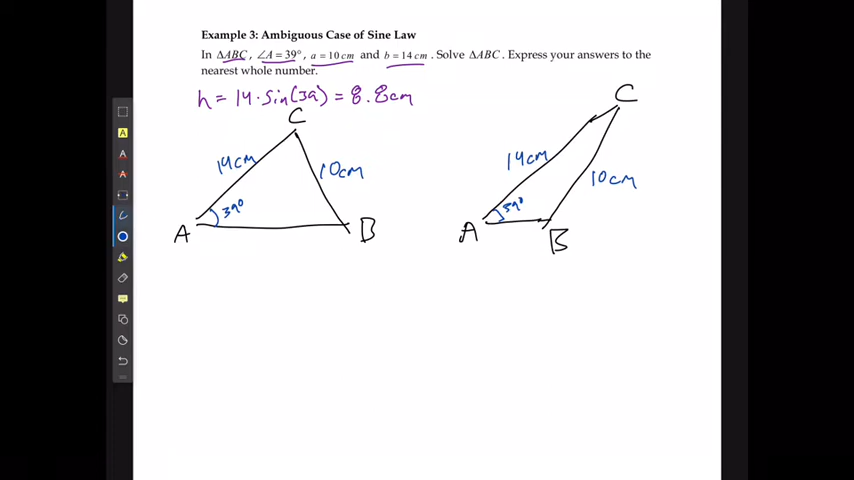 Example 3: Ambiguous Case of Sine Law
In ΔABC, ∠A = 39°, a = 10 cm and b = 14 cm. Solve ΔABC. Express your answers to the
nearest whole number.
h = 14 · sin(39) = 8.8cm
C
14cm
10cm
39°
A
B
C
14cm
10cm
39°
A
B